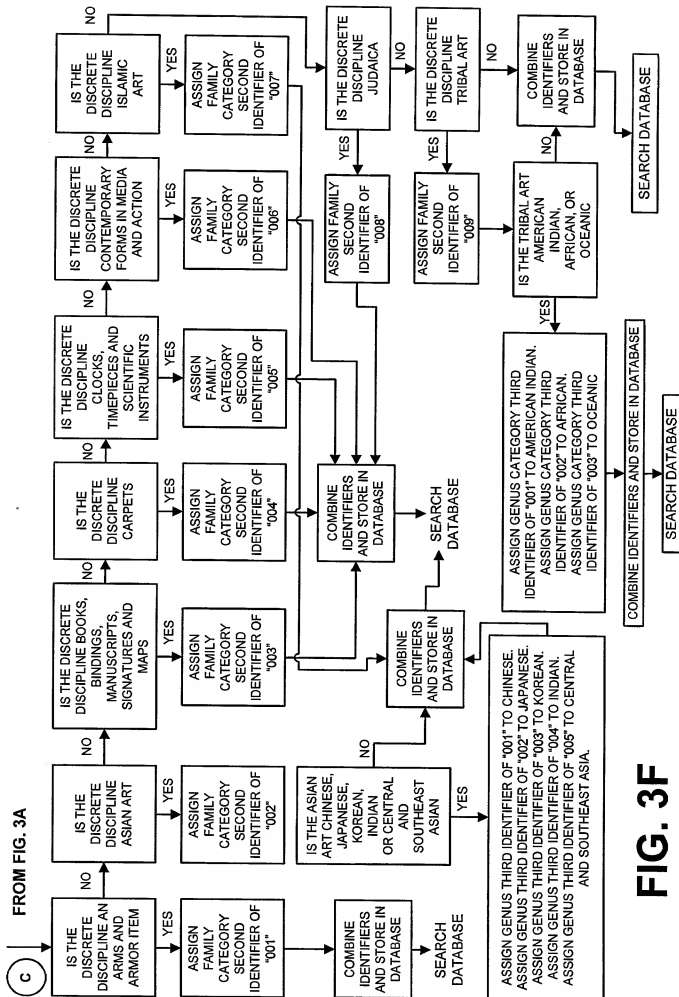 FROM FIG. 3A
C
IS THE
DISCRETE
DISCIPLINE AN
ARMS AND
ARMOR ITEM
NO
YES
ASSIGN
FAMILY
CATEGORY
SECOND
IDENTIFIER OF
"001"
COMBINE
IDENTIFIERS
AND STORE IN
DATABASE
SEARCH
DATABASE
IS THE
DISCRETE
DISCIPLINE
ASIAN ART
NO
YES
ASSIGN
FAMILY
CATEGORY
SECOND
IDENTIFIER OF
"002"
IS THE ASIAN
ART CHINESE,
JAPANESE,
KOREAN,
INDIAN
OR CENTRAL
AND
SOUTHEAST
ASIAN
NO
YES
ASSIGN GENUS THIRD IDENTIFIER OF "001" TO CHINESE.
ASSIGN GENUS THIRD IDENTIFIER OF "002" TO JAPANESE.
ASSIGN GENUS THIRD IDENTIFIER OF "003" TO KOREAN.
ASSIGN GENUS THIRD IDENTIFIER OF "004" TO INDIAN.
ASSIGN GENUS THIRD IDENTIFIER OF "005" TO CENTRAL
AND SOUTHEAST ASIA.
COMBINE
IDENTIFIERS
AND STORE IN
DATABASE
SEARCH
DATABASE
IS THE DISCRETE
DISCIPLINE BOOKS,
BINDINGS,
MANUSCRIPTS,
SIGNATURES AND
MAPS
NO
YES
ASSIGN
FAMILY
CATEGORY
SECOND
IDENTIFIER OF
"003"
IS THE
DISCRETE
DISCIPLINE
CARPETS
NO
YES
ASSIGN
FAMILY
CATEGORY
SECOND
IDENTIFIER OF
"004"
COMBINE
IDENTIFIERS
AND STORE IN
DATABASE
IS THE DISCRETE
DISCIPLINE
CLOCKS,
TIMEPIECES AND
SCIENTIFIC
INSTRUMENTS
NO
YES
ASSIGN
FAMILY
CATEGORY
SECOND
IDENTIFIER OF
"005"
IS THE DISCRETE
DISCIPLINE
CONTEMPORARY
FORMS IN MEDIA
AND ACTION
NO
YES
ASSIGN
FAMILY
CATEGORY
SECOND
IDENTIFIER OF
"006"
IS THE
DISCRETE
DISCIPLINE
ISLAMIC
ART
NO
YES
ASSIGN
FAMILY
CATEGORY
SECOND
IDENTIFIER OF
"007"
IS THE DISCRETE
DISCIPLINE
JUDAICA
YES
NO
ASSIGN FAMILY
SECOND
IDENTIFIER OF
"008"
IS THE DISCRETE
DISCIPLINE
TRIBAL ART
YES
NO
ASSIGN FAMILY
SECOND
IDENTIFIER OF
"009"
COMBINE
IDENTIFIERS
AND STORE IN
DATABASE
SEARCH DATABASE
IS THE TRIBAL ART
AMERICAN
INDIAN,
AFRICAN, OR
OCEANIC
NO
YES
ASSIGN GENUS CATEGORY THIRD
IDENTIFIER OF "001" TO AMERICAN INDIAN.
ASSIGN GENUS CATEGORY THIRD
IDENTIFIER OF "002" TO AFRICAN.
ASSIGN GENUS CATEGORY THIRD
IDENTIFIER OF "003" TO OCEANIC
COMBINE IDENTIFIERS AND STORE IN DATABASE
SEARCH DATABASE
FIG. 3F